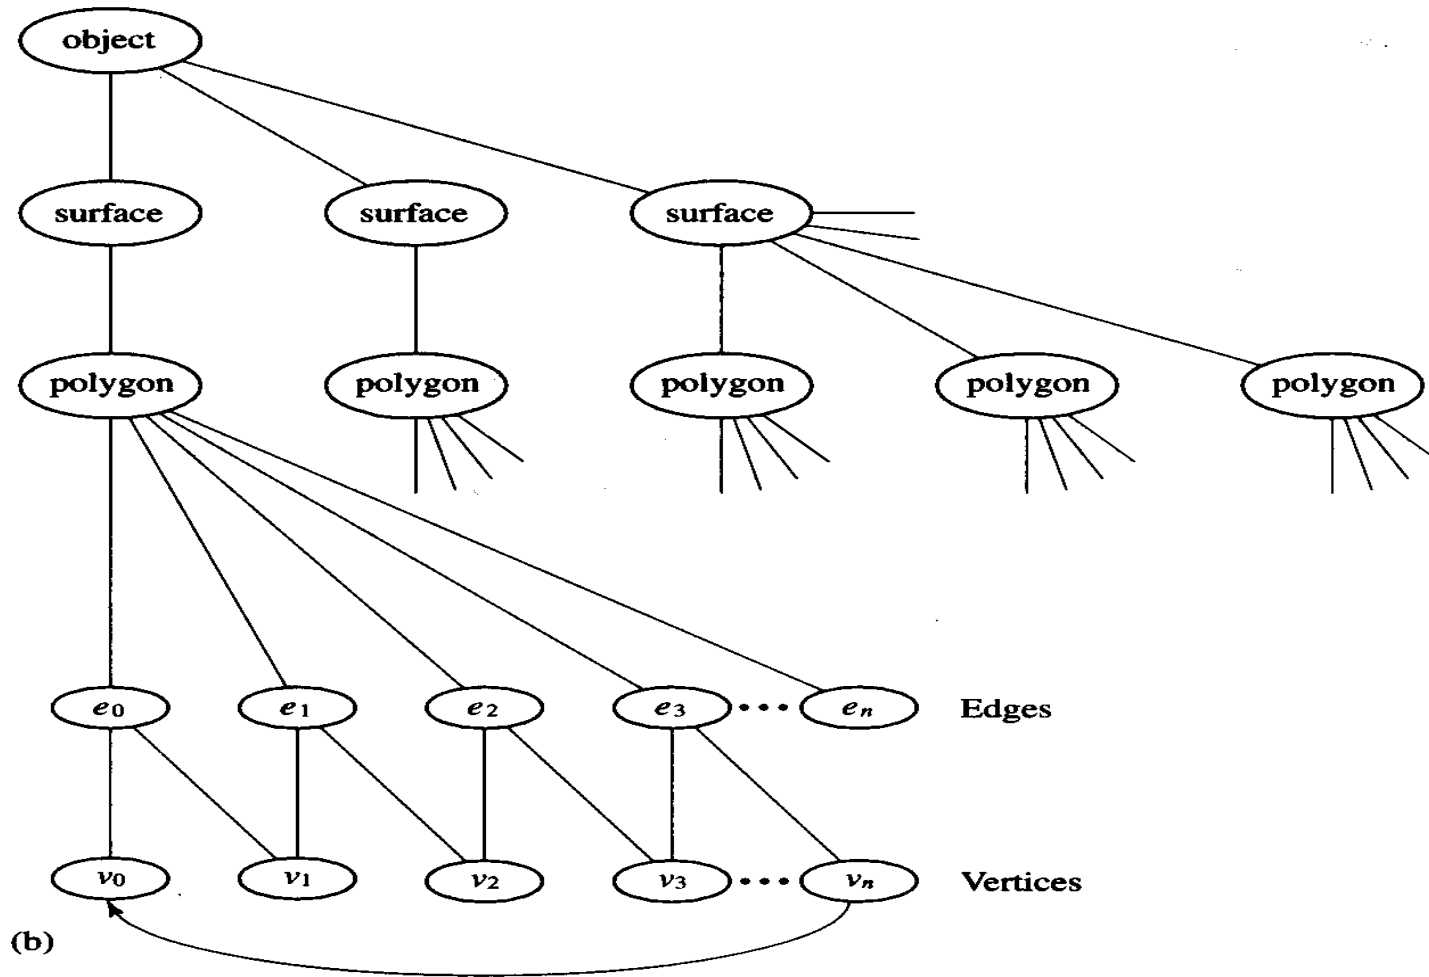 object
surface surface surface
polygon polygon polygon polygon polygon
e0 e1 e2 e3 ••• en Edges
v0 v1 v2 v3 ••• vn Vertices
(b)